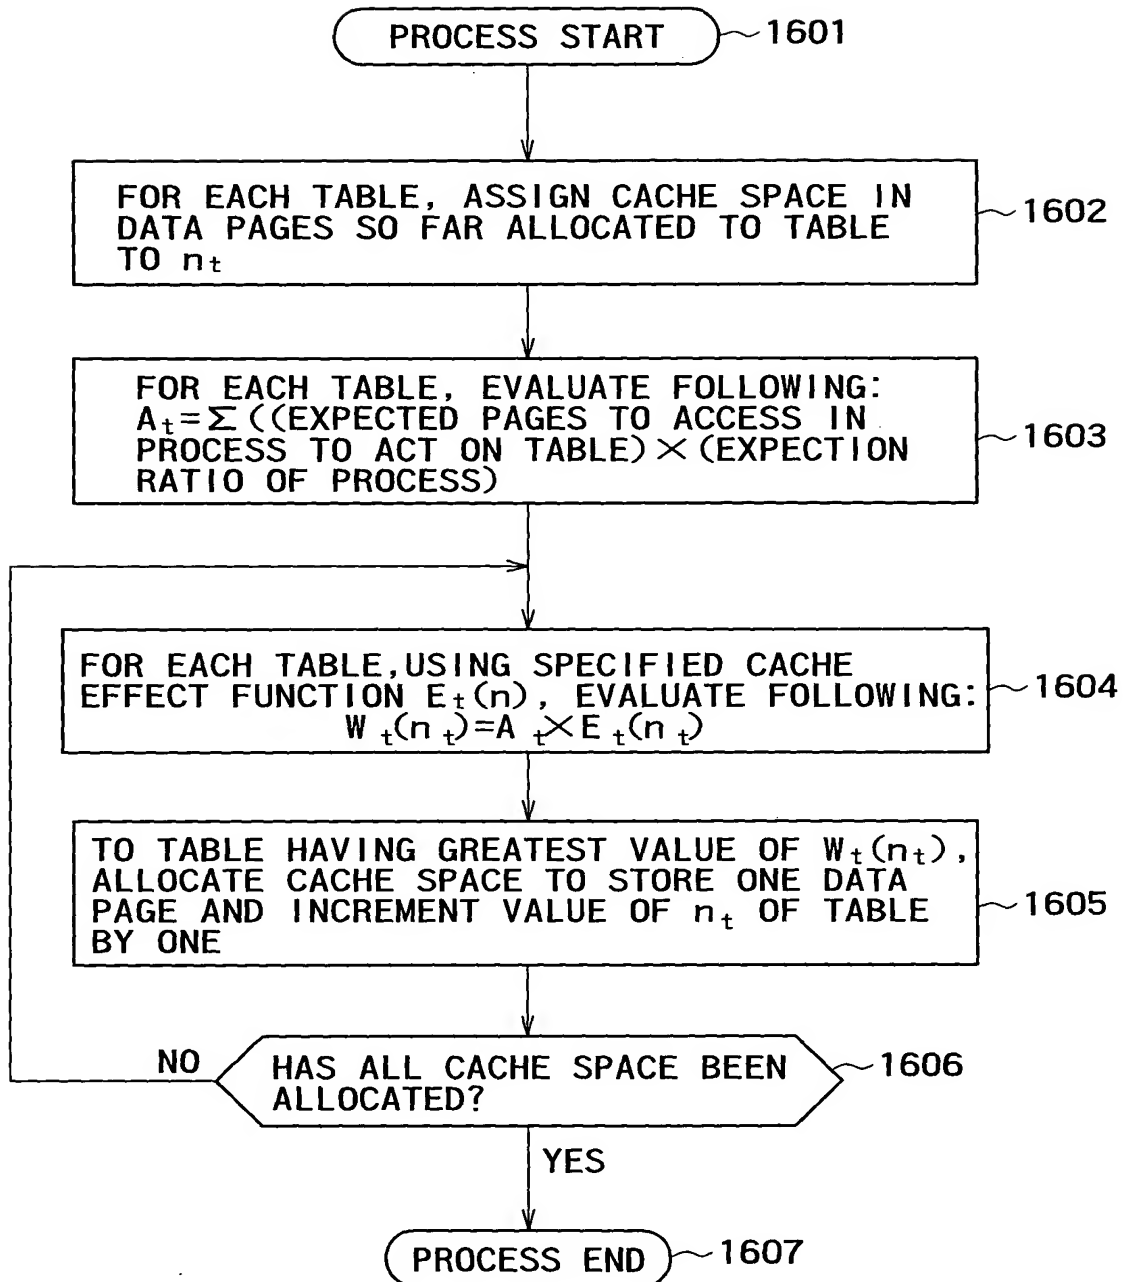 PROCESS START
1601
FOR EACH TABLE, ASSIGN CACHE SPACE IN
DATA PAGES SO FAR ALLOCATED TO TABLE
TO nt
1602
FOR EACH TABLE, EVALUATE FOLLOWING:
At=Σ((EXPECTED PAGES TO ACCESS IN
PROCESS TO ACT ON TABLE)×(EXPECTION
RATIO OF PROCESS)
1603
FOR EACH TABLE,USING SPECIFIED CACHE
EFFECT FUNCTION Et(n), EVALUATE FOLLOWING:
Wt(nt)=At×Et(nt)
1604
TO TABLE HAVING GREATEST VALUE OF Wt(nt),
ALLOCATE CACHE SPACE TO STORE ONE DATA
PAGE AND INCREMENT VALUE OF nt OF TABLE
BY ONE
1605
NO
HAS ALL CACHE SPACE BEEN
ALLOCATED?
1606
YES
PROCESS END
1607